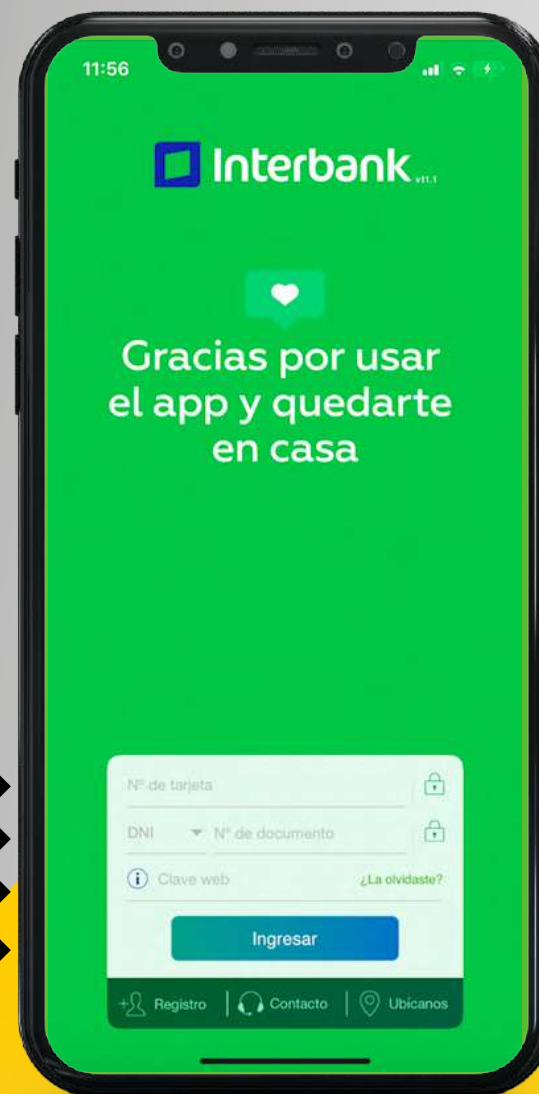 11:56
Interbank v11.1
Gracias por usar
el app y quedarte
en casa
Nº de tarjeta
DNI Nº de documento
Clave web ¿La olvidaste?
Ingresar
Registro Contacto Ubícanos